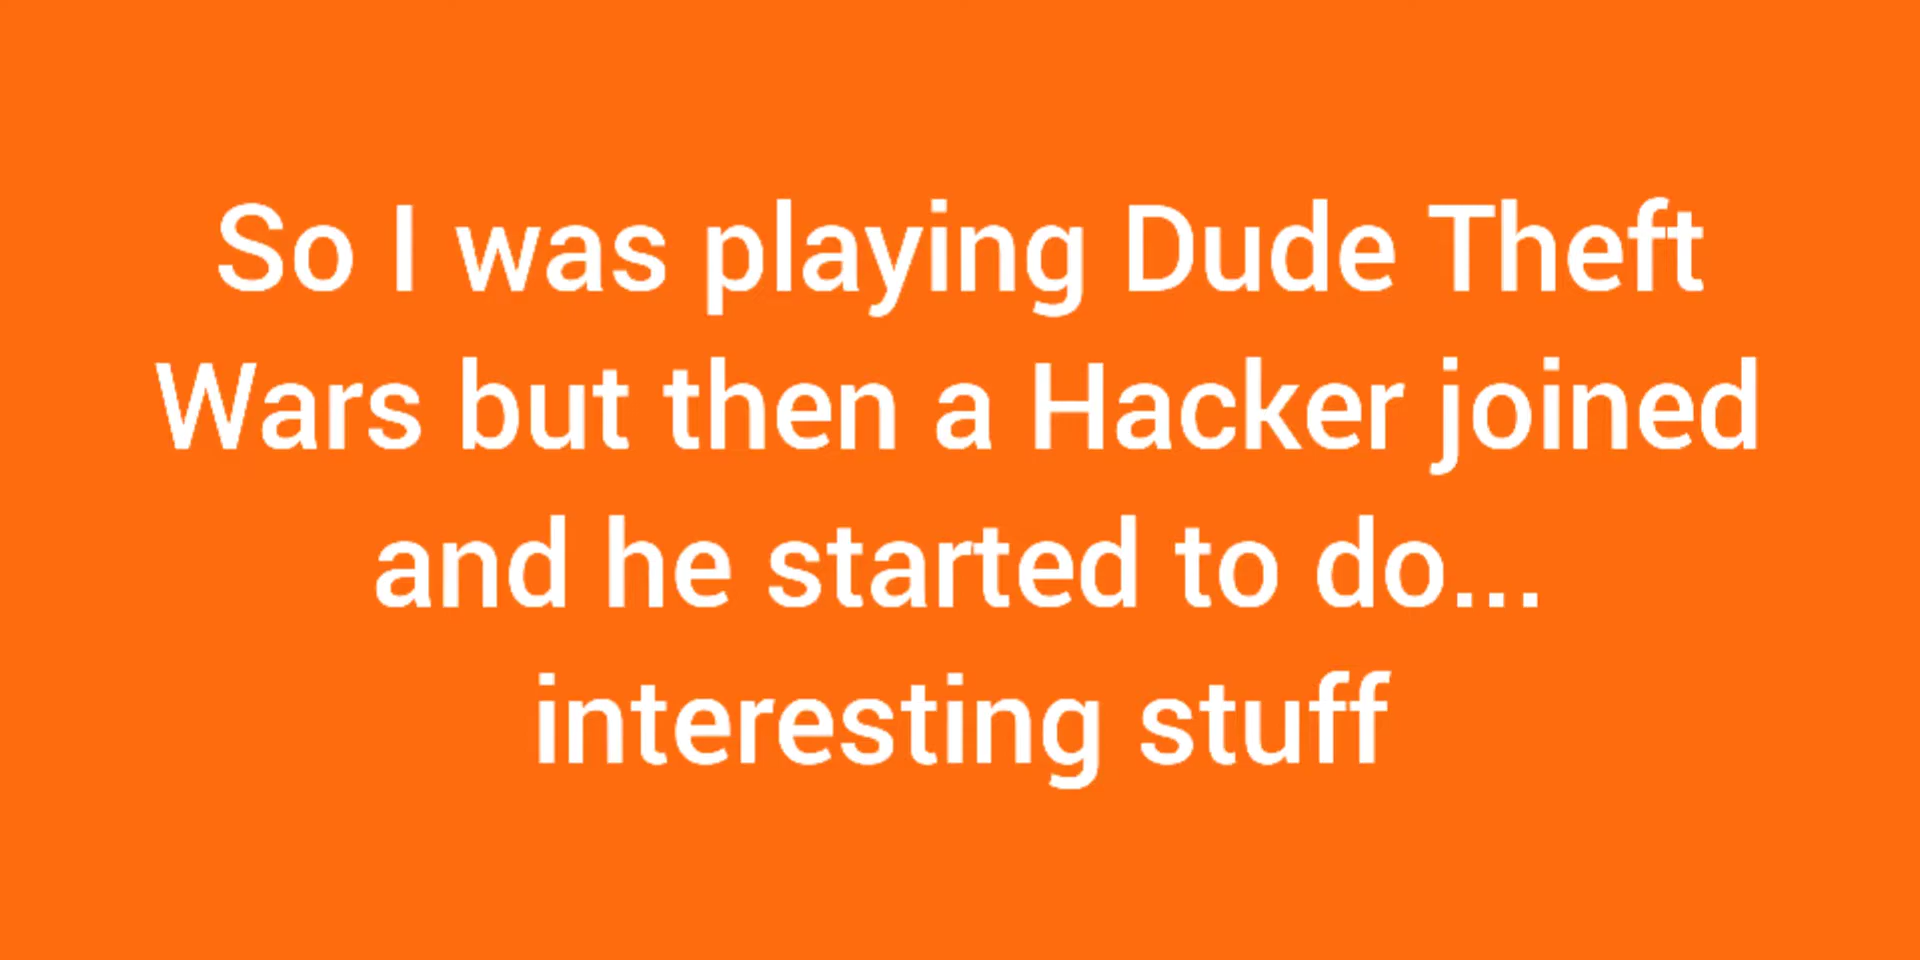 So I was playing Dude Theft
Wars but then a Hacker joined
and he started to do...
interesting stuff